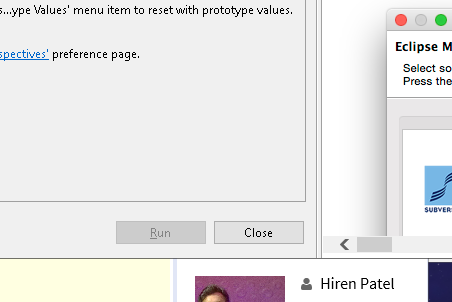 s...ype Values' menu item to reset with prototype values.
spectives' preference page.
Run
Close
Eclipse M
Select so
Press the
SUBVERS
Hiren Patel